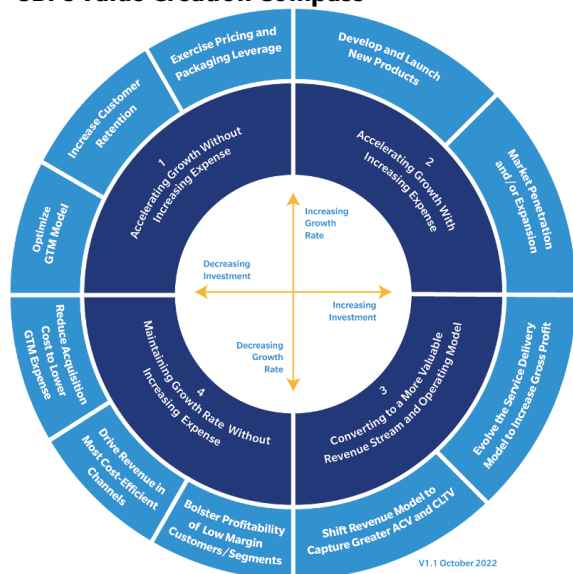 Value Creation Compass
Exercise Pricing and
Packaging Leverage
Develop and Launch
New Products
Increase Customer
Retention
Market Penetration
and/or Expansion
Optimize
GTM Model
1
Accelerating Growth Without
Increasing Expense
2
Accelerating Growth With
Increasing Expense
Increasing
Growth
Rate
Decreasing
Investment
Increasing
Investment
Decreasing
Growth
Rate
4
Maintaining Growth Rate Without
Increasing Expense
3
Converting to a More Valuable
Revenue Stream and Operating Model
Reduce Acquisition
Cost to Lower
GTM Expense
Evolve the Service Delivery
Model to Increase Gross Profit
Drive Revenue in
Most Cost-Efficient
Channels
Bolster Profitability
of Low Margin
Customers/Segments
Shift Revenue Model to
Capture Greater ACV and CLTV
V1.1 October 2022